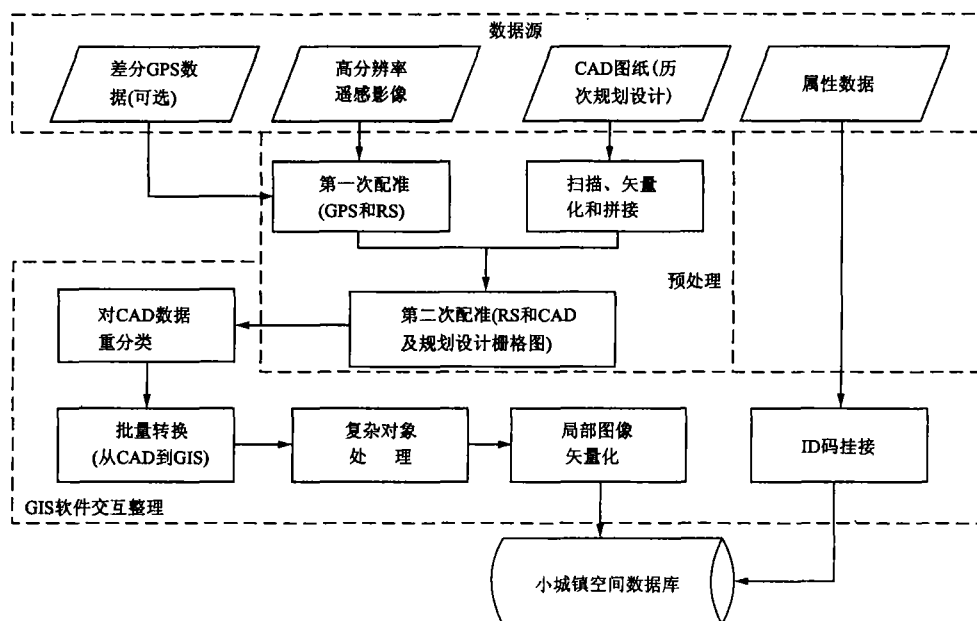 数据源
差分GPS数
据(可选)
高分辨率
遥感影像
CAD图纸(历
次规划设计)
属性数据
第一次配准
(GPS和RS)
扫描、矢量
化和拼接
预处理
对CAD数据
重分类
第二次配准(RS和CAD
及规划设计栅格图)
批量转换
(从CAD到GIS)
复杂对象
处 理
局部图像
矢量化
ID码挂接
GIS软件交互整理
小城镇空间数据库